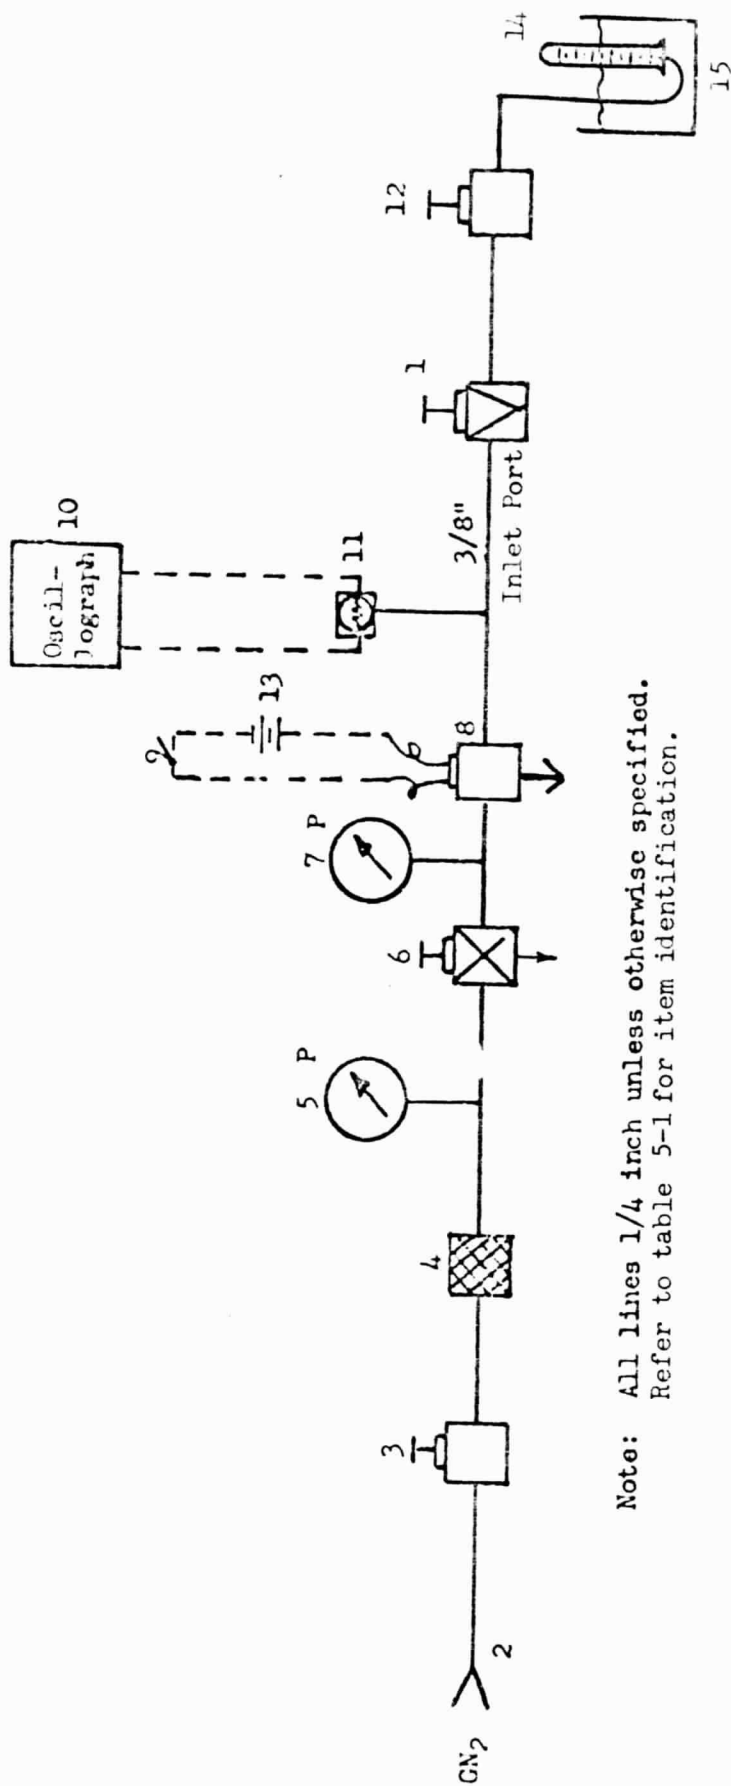 Oscil-
lograph
10
11
9
13
12
1
14
15
3/8"
Inlet Port
8
7 P
6
5 P
4
3
2
GN2
Note: All lines 1/4 inch unless otherwise specified.
Refer to table 5-1 for item identification.